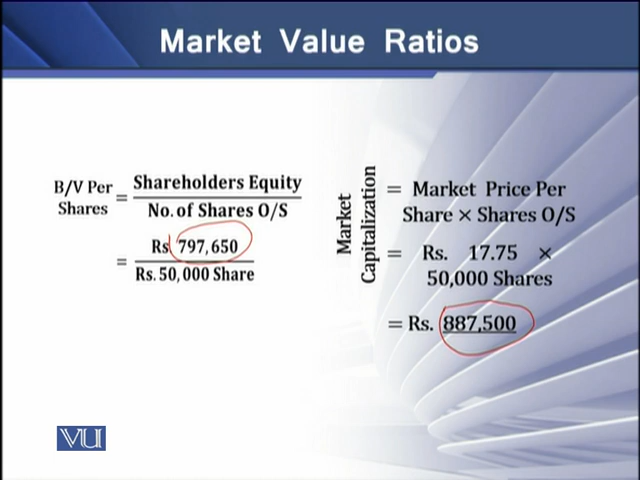 Market Value Ratios
B/V Per
Shares
=
Shareholders Equity
No. of Shares O/S
=
Rs 797,650
Rs. 50,000 Share
Market
Capitalization
= Market Price Per
Share × Shares O/S
= Rs. 17.75 ×
50,000 Shares
= Rs. 887,500
VU